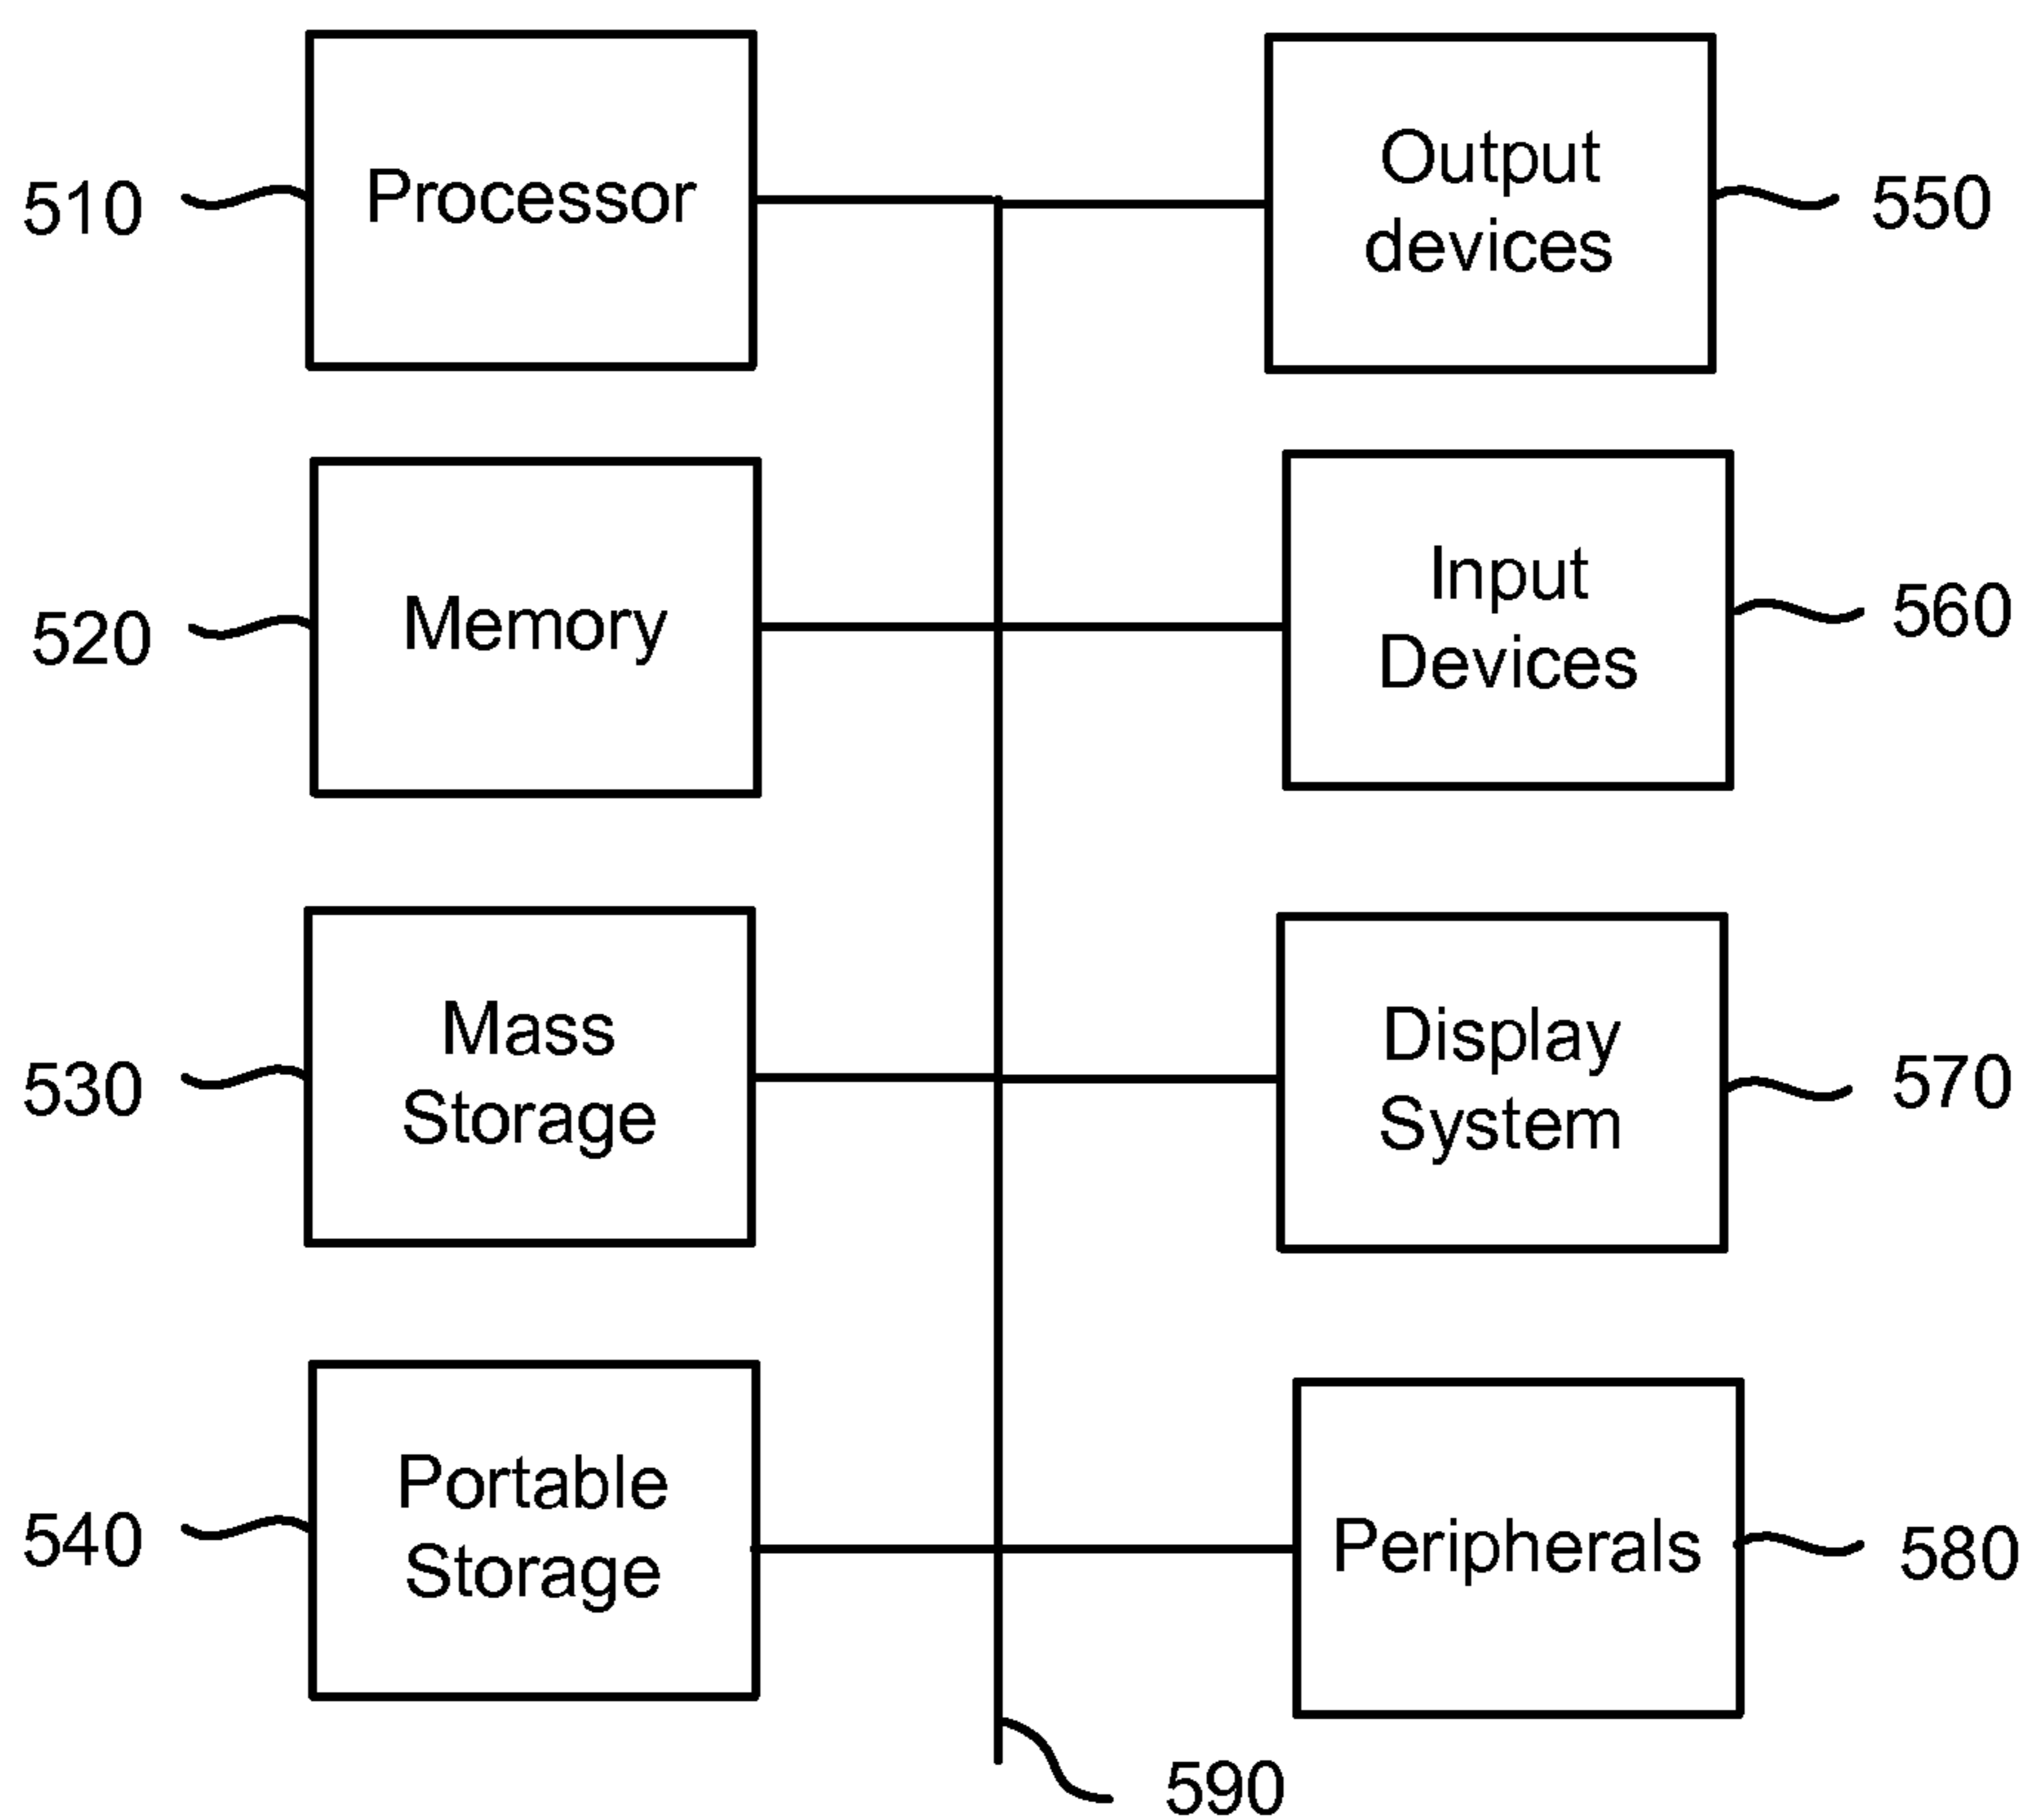 510
Processor
Output
devices
550
520
Memory
Input
Devices
560
530
Mass
Storage
Display
System
570
540
Portable
Storage
Peripherals
580
590